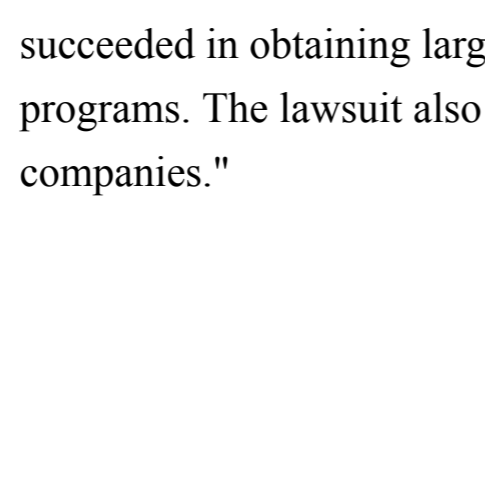 succeeded in obtaining larg
programs. The lawsuit also
companies."